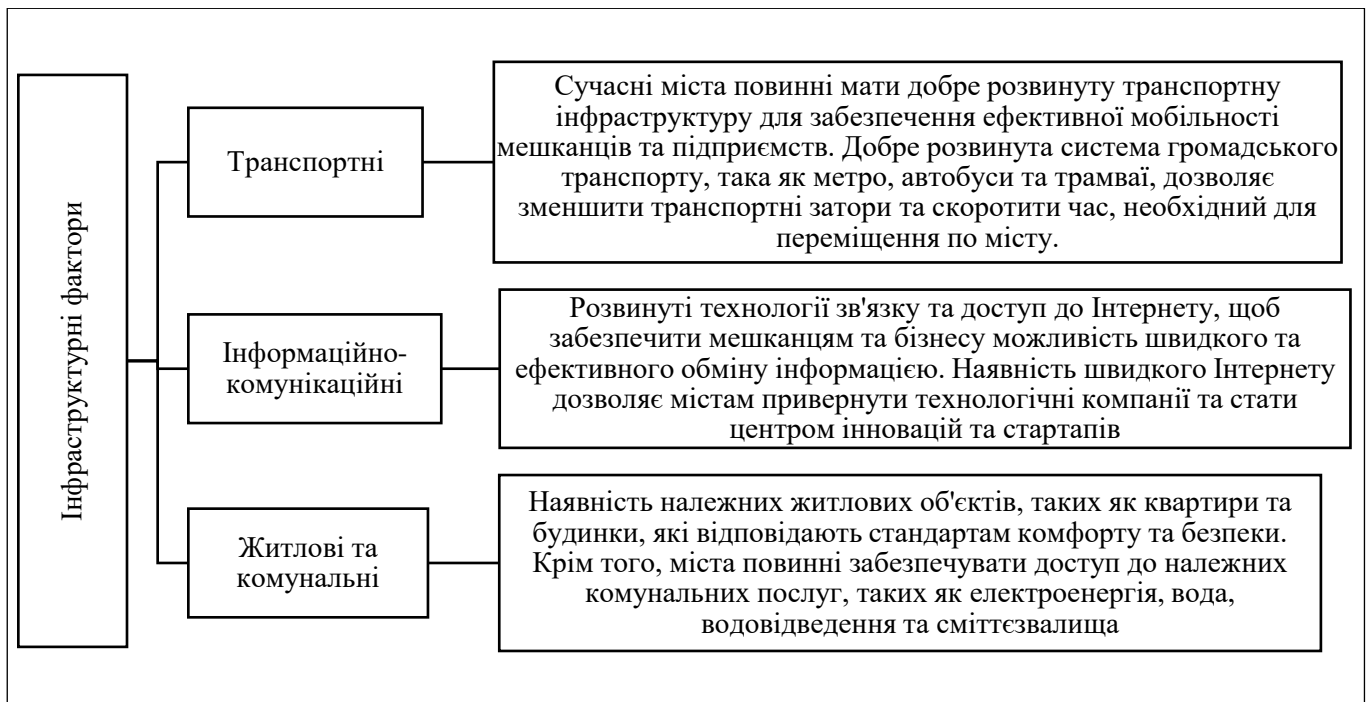 Інфраструктурні фактори
Транспортні
Сучасні міста повинні мати добре розвинуту транспортну
інфраструктуру для забезпечення ефективної мобільності
мешканців та підприємств. Добре розвинута система громадського
транспорту, така як метро, автобуси та трамваї, дозволяє
зменшити транспортні затори та скоротити час, необхідний для
переміщення по місту.
Інформаційно-
комунікаційні
Розвинуті технології зв'язку та доступ до Інтернету, щоб
забезпечити мешканцям та бізнесу можливість швидкого та
ефективного обміну інформацією. Наявність швидкого Інтернету
дозволяє містам привернути технологічні компанії та стати
центром інновацій та стартапів
Житлові та
комунальні
Наявність належних житлових об'єктів, таких як квартири та
будинки, які відповідають стандартам комфорту та безпеки.
Крім того, міста повинні забезпечувати доступ до належних
комунальних послуг, таких як електроенергія, вода,
водовідведення та сміттєзвалища